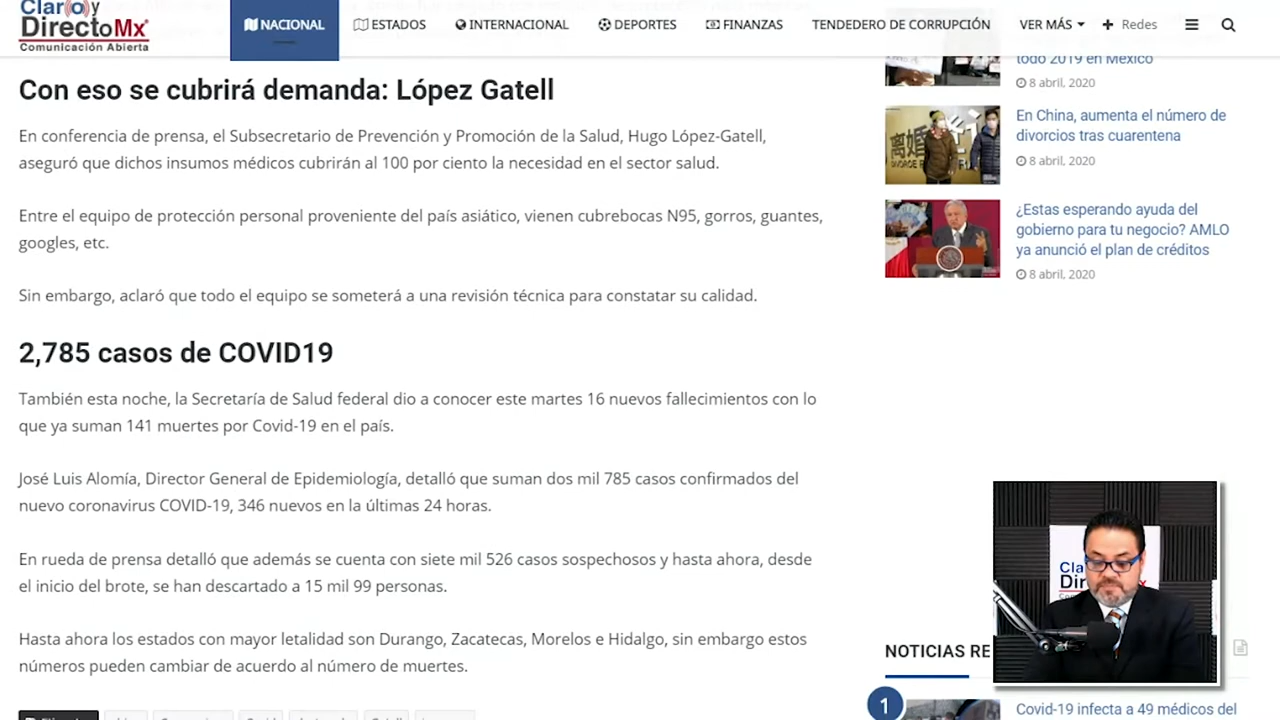 Claro y
DirectoMx
Comunicación Abierta
NACIONAL
ESTADOS
INTERNACIONAL
DEPORTES
FINANZAS
TENDEDERO DE CORRUPCIÓN
VER MÁS
Redes
Con eso se cubrirá demanda: López Gatell
En conferencia de prensa, el Subsecretario de Prevención y Promoción de la Salud, Hugo López-Gatell,
aseguró que dichos insumos médicos cubrirán al 100 por ciento la necesidad en el sector salud.
Entre el equipo de protección personal proveniente del país asiático, vienen cubrebocas N95, gorros, guantes,
googles, etc.
Sin embargo, aclaró que todo el equipo se someterá a una revisión técnica para constatar su calidad.
2,785 casos de COVID19
También esta noche, la Secretaría de Salud federal dio a conocer este martes 16 nuevos fallecimientos con lo
que ya suman 141 muertes por Covid-19 en el país.
José Luis Alomía, Director General de Epidemiología, detalló que suman dos mil 785 casos confirmados del
nuevo coronavirus COVID-19, 346 nuevos en la últimas 24 horas.
En rueda de prensa detalló que además se cuenta con siete mil 526 casos sospechosos y hasta ahora, desde
el inicio del brote, se han descartado a 15 mil 99 personas.
Hasta ahora los estados con mayor letalidad son Durango, Zacatecas, Morelos e Hidalgo, sin embargo estos
números pueden cambiar de acuerdo al número de muertes.
todo 2019 en México
8 abril, 2020
En China, aumenta el número de
divorcios tras cuarentena
8 abril, 2020
¿Estas esperando ayuda del
gobierno para tu negocio? AMLO
ya anunció el plan de créditos
8 abril, 2020
NOTICIAS RE
1
Covid-19 infecta a 49 médicos del